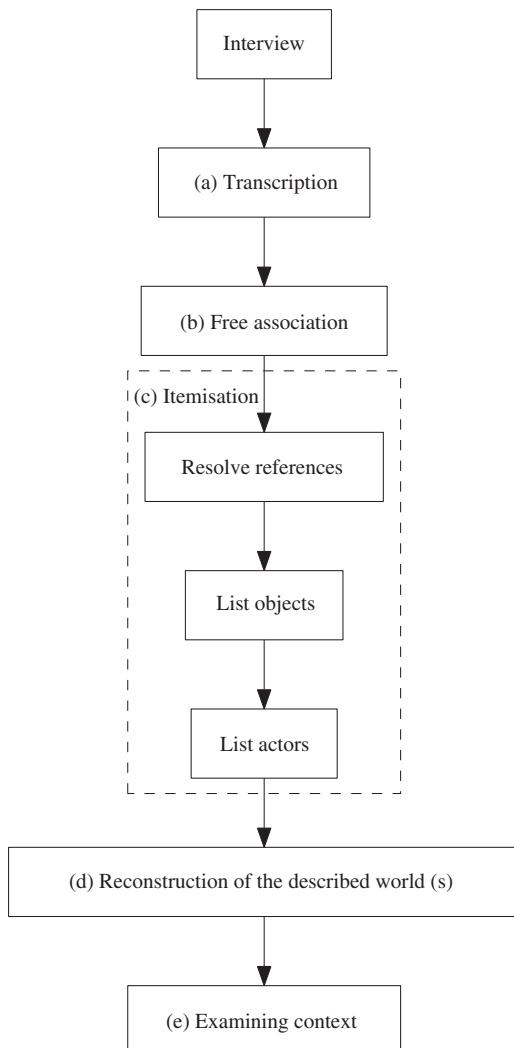 Interview
(a) Transcription
(b) Free association
(c) Itemisation
Resolve references
List objects
List actors
(d) Reconstruction of the described world (s)
(e) Examining context